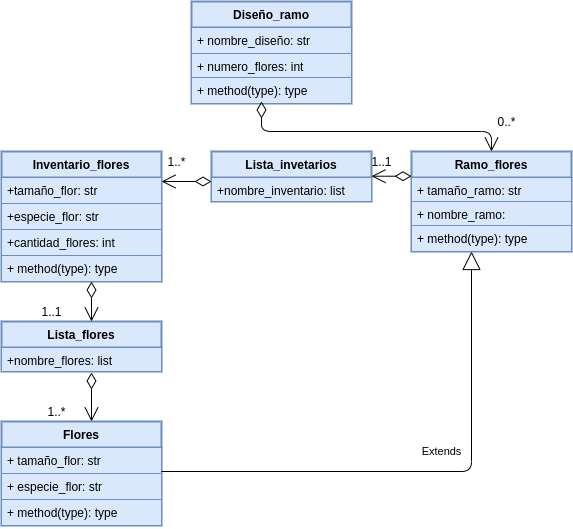 Diseño_ramo
+ nombre_diseño: str
+ numero_flores: int
+ method(type): type
0..*
Inventario_flores
+tamaño_flor: str
+especie_flor: str
+cantidad_flores: int
+ method(type): type
1..*
Lista_invetarios
+nombre_inventario: list
1..1
Ramo_flores
+ tamaño_ramo: str
+ nombre_ramo:
+ method(type): type
1..1
Lista_flores
+nombre_flores: list
1..*
Flores
+ tamaño_flor: str
+ especie_flor: str
+ method(type): type
Extends